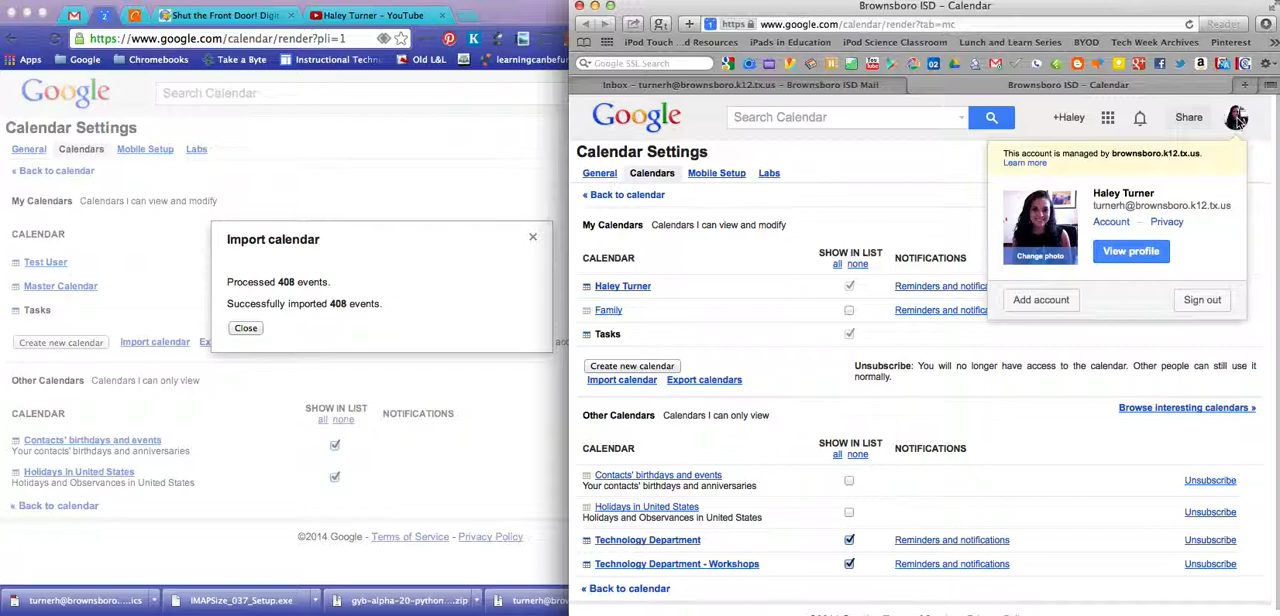 Shut the Front Door! Digit
Haley Turner – YouTube
https://www.google.com/calendar/render?pli=1
Apps
Google
Chromebooks
Take a Byte
Instructional Techn
Old L&L
learningcanbefun
Google
Search Calendar
Calendar Settings
General Calendars Mobile Setup Labs
« Back to calendar
My Calendars Calendars I can view and modify
CALENDAR
Test User
Master Calendar
Tasks
Create new calendar Import calendar Ex
Import calendar
Processed 408 events.
Successfully imported 408 events.
Close
Other Calendars Calendars I can only view
CALENDAR SHOW IN LIST NOTIFICATIONS
all none
Contacts' birthdays and events
Your contacts' birthdays and anniversaries
Holidays in United States
Holidays and Observances in United States
« Back to calendar
©2014 Google - Terms of Service - Privacy Policy
turnerh@brownsboro....ics
IMAPSize_037_Setup.exe
gyb-alpha-20-python....zip
turnerh@brow
Brownsboro ISD – Calendar
https www.google.com/calendar/render?tab=mc
Reader
iPod Touch ...d Resources iPads in Education iPod Science Classroom Lunch and Learn Series BYOD Tech Week Archives Pinterest
Google SSL Search
Inbox – turnerh@brownsboro.k12.tx.us – Brownsboro ISD Mail
Brownsboro ISD – Calendar
Google
Search Calendar
+Haley
Share
Calendar Settings
General Calendars Mobile Setup Labs
« Back to calendar
This account is managed by brownsboro.k12.tx.us.
Learn more
Haley Turner
turnerh@brownsboro.k12.tx.us
Account – Privacy
Change photo
View profile
Add account
Sign out
My Calendars Calendars I can view and modify
CALENDAR SHOW IN LIST NOTIFICATIONS
all none
Haley Turner Reminders and notifica
Family Reminders and notifica
Tasks
Create new calendar
Import calendar Export calendars
Unsubscribe: You will no longer have access to the calendar. Other people can still use it
normally.
Other Calendars Calendars I can only view
Browse interesting calendars »
CALENDAR SHOW IN LIST NOTIFICATIONS
all none
Contacts' birthdays and events Unsubscribe
Your contacts' birthdays and anniversaries
Holidays in United States Unsubscribe
Holidays and Observances in United States
Technology Department Reminders and notifications Unsubscribe
Technology Department - Workshops Reminders and notifications Unsubscribe
« Back to calendar